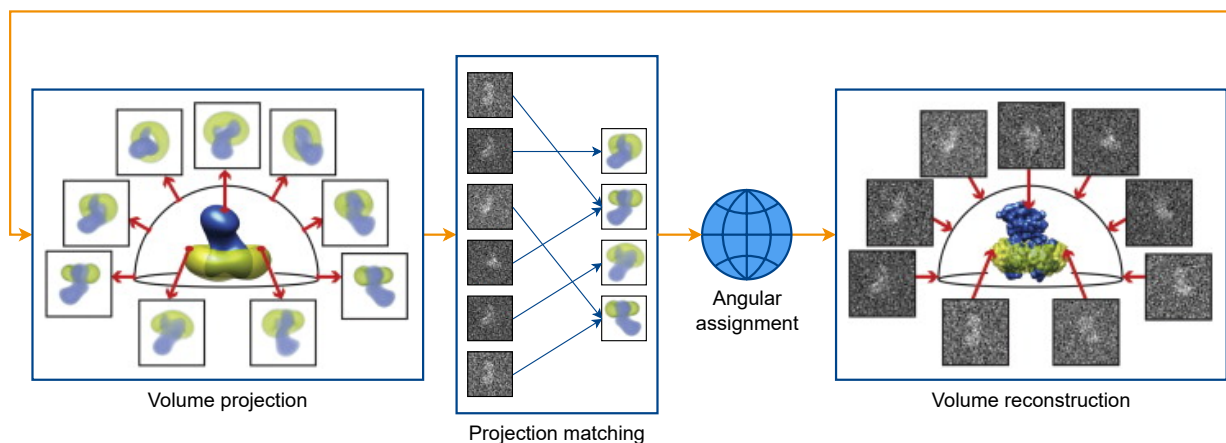 Volume projection
Projection matching
Angular
assignment
Volume reconstruction